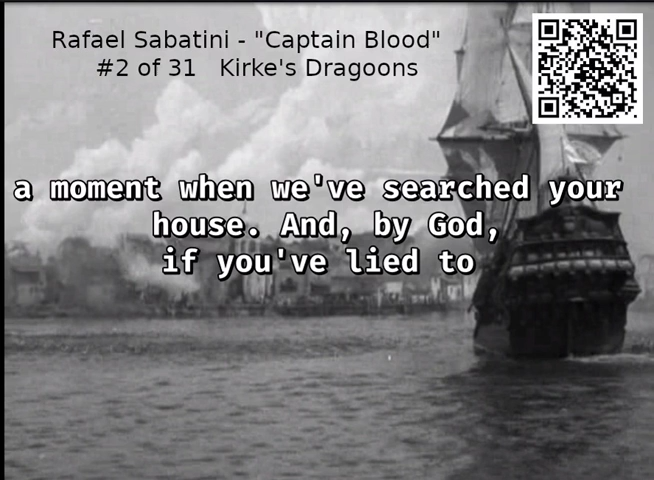 Rafael Sabatini - "Captain Blood"
#2 of 31 Kirke's Dragoons
a moment when we've searched your
house. And, by God,
if you've lied to